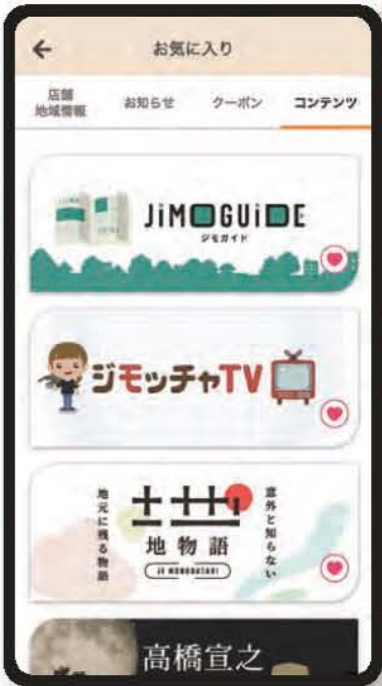 お気に入り
店舗
地域情報
お知らせ
クーポン
コンテンツ
JiMOGUiDE
ジモガイド
ジモッチャTV
意外と知らない
地元に残る物語
地物語
JI MONOGATARI
高橋宣之